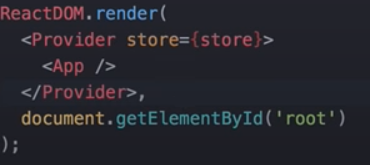 ReactDOM.render(
  <Provider store={store}>
    <App />
  </Provider>,
  document.getElementById('root')
);